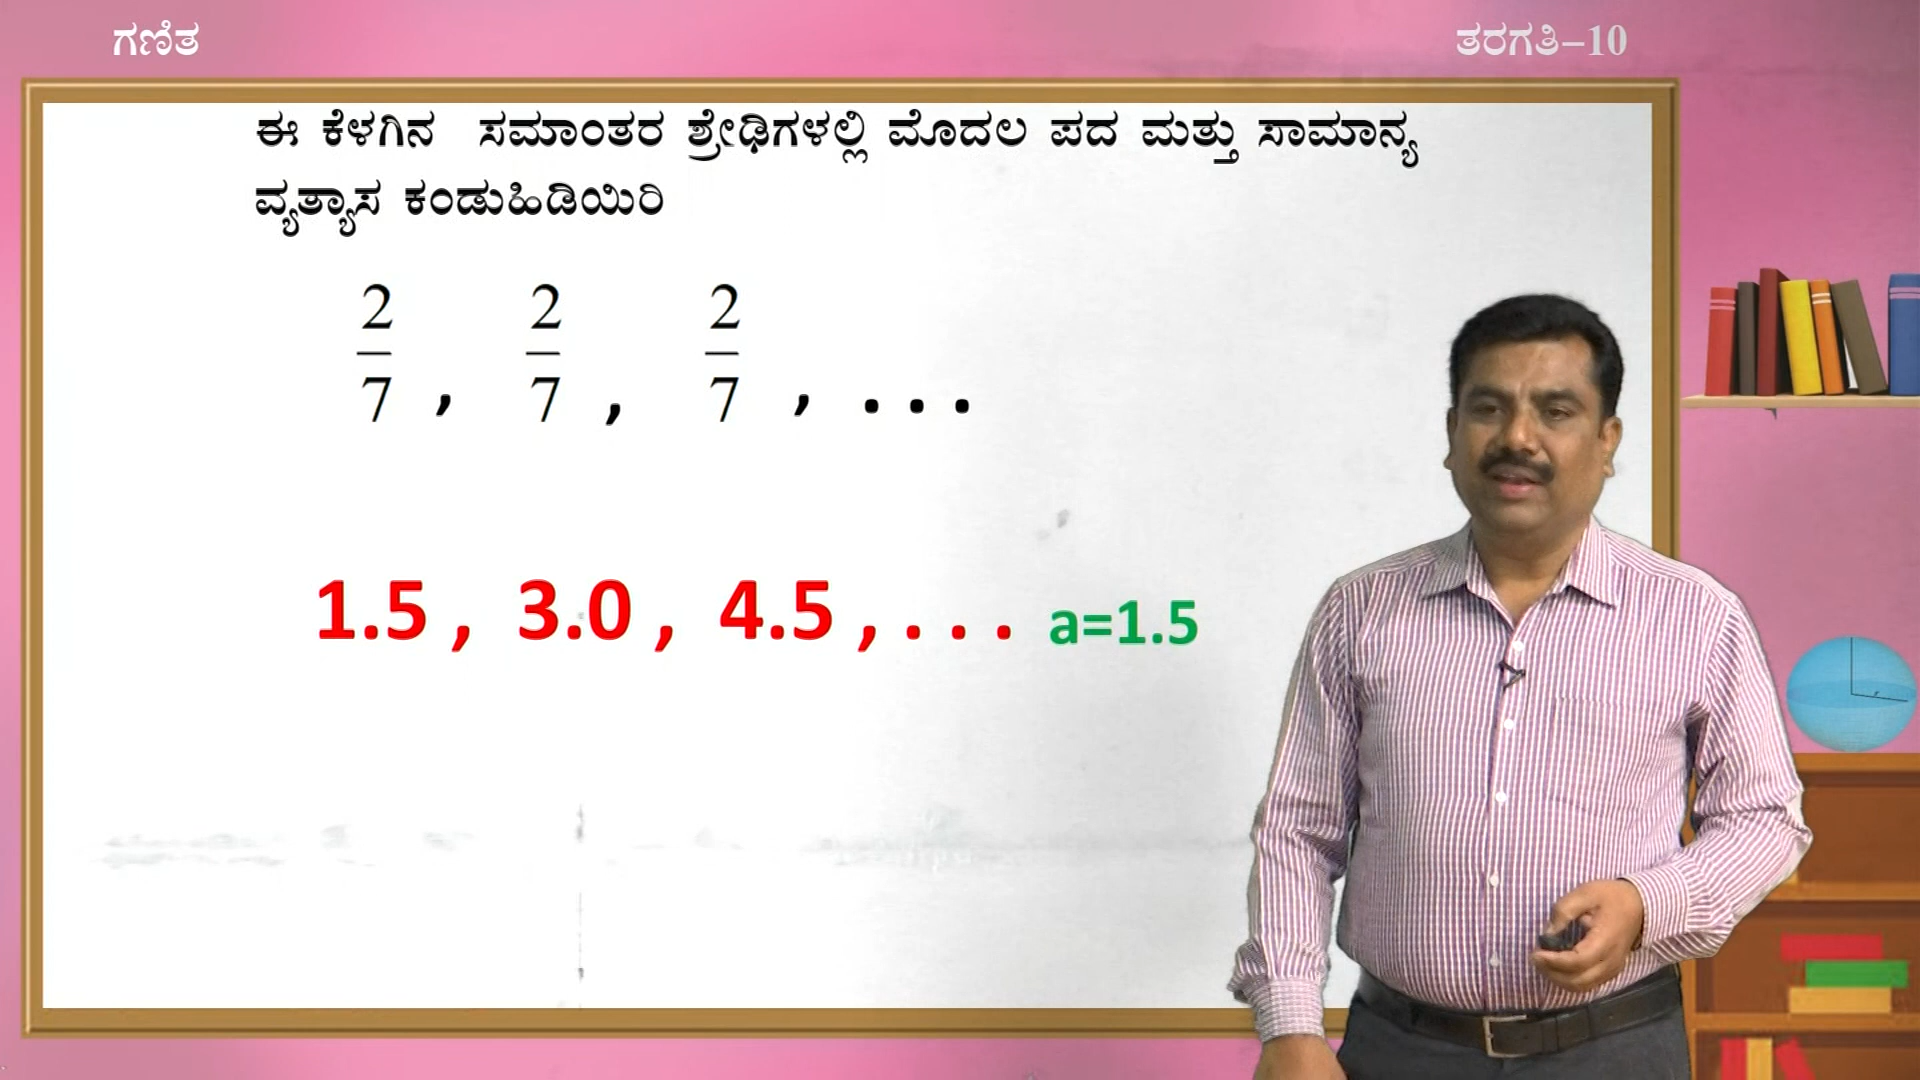 ಗಣಿತ
ತರಗತಿ–10
ಈ ಕೆಳಗಿನ ಸಮಾಂತರ ಶ್ರೇಢಿಗಳಲ್ಲಿ ಮೊದಲ ಪದ ಮತ್ತು ಸಾಮಾನ್ಯ
ವ್ಯತ್ಯಾಸ ಕಂಡುಹಿಡಿಯಿರಿ
2/7 , 2/7 , 2/7 , . . .
1.5 , 3.0 , 4.5 , . . . a=1.5